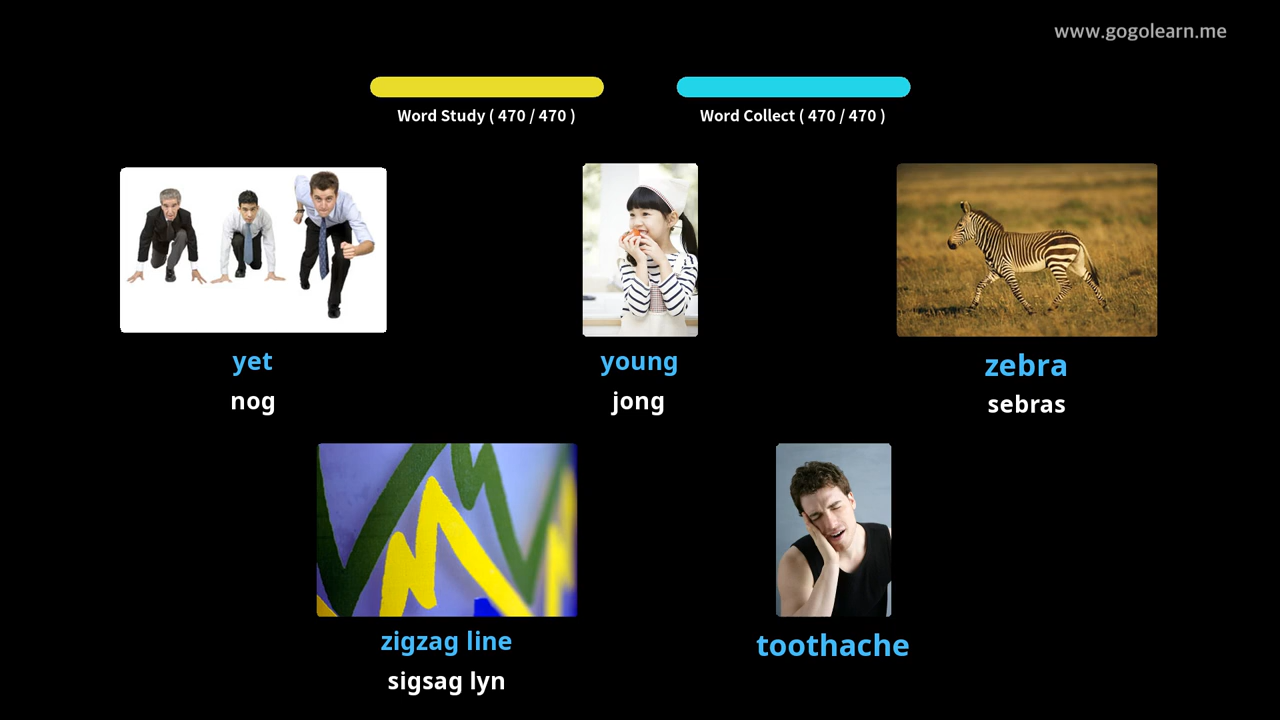 www.gogolearn.me
Word Study ( 470 / 470 )
Word Collect ( 470 / 470 )
yet
nog
young
jong
zebra
sebras
zigzag line
sigsag lyn
toothache